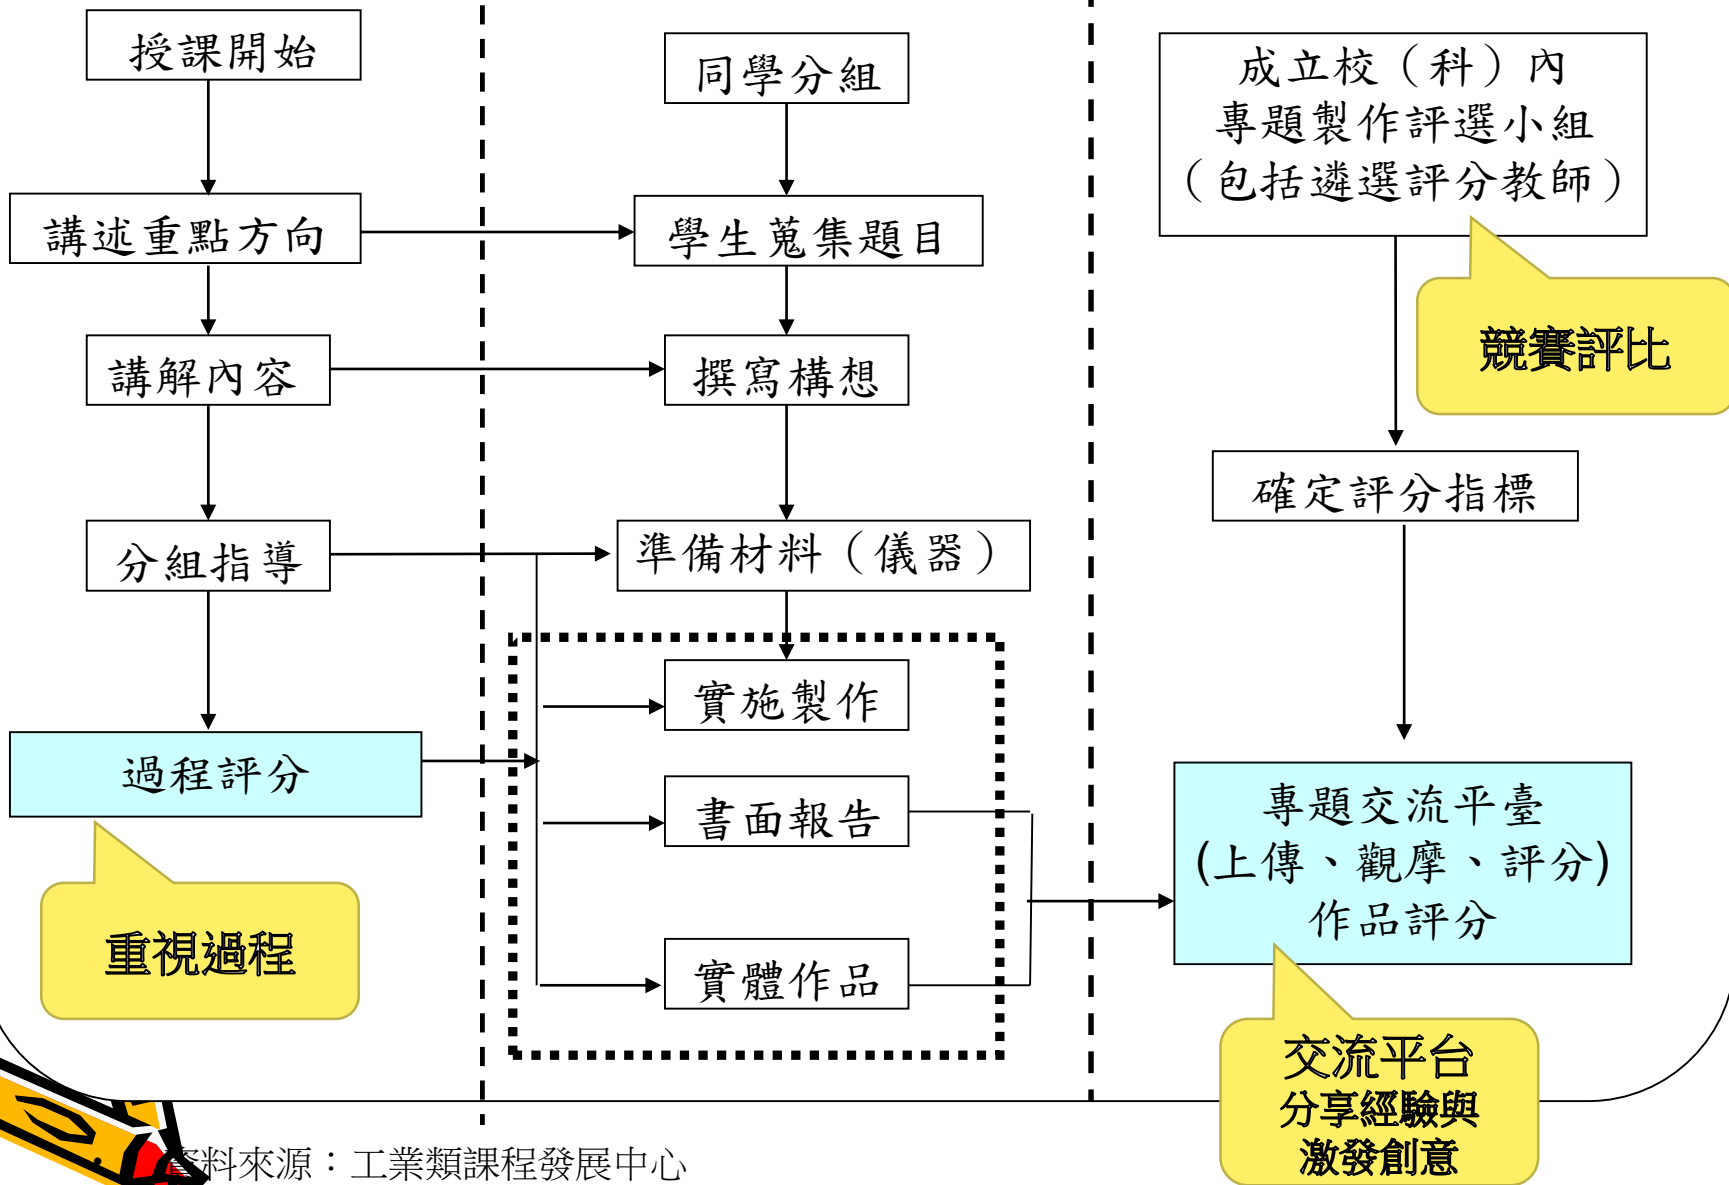 授課開始
講述重點方向
講解內容
分組指導
過程評分
重視過程
同學分組
學生蒐集題目
撰寫構想
準備材料（儀器）
實施製作
書面報告
實體作品
成立校（科）內
專題製作評選小組
（包括遴選評分教師）
競賽評比
確定評分指標
專題交流平臺
(上傳、觀摩、評分)
作品評分
交流平台
分享經驗與
激發創意
資料來源：工業類課程發展中心